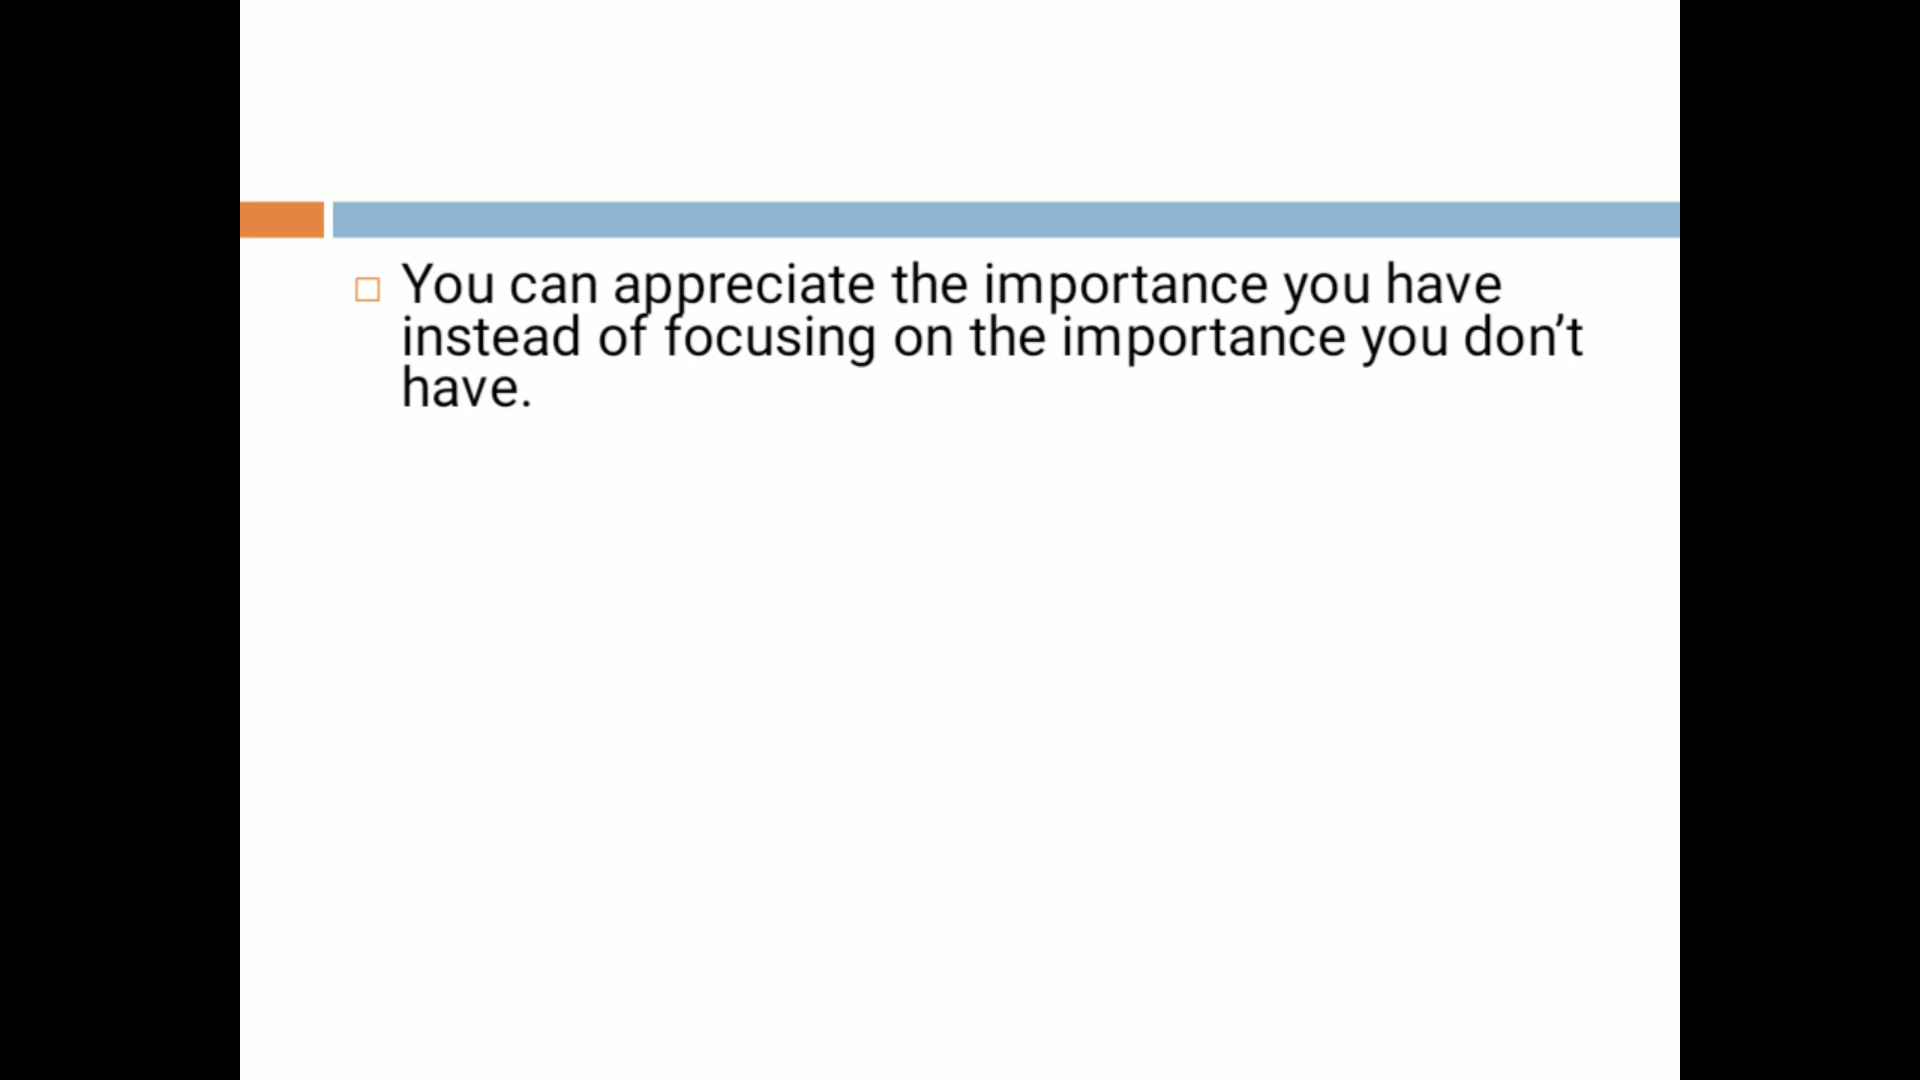 You can appreciate the importance you have
instead of focusing on the importance you don’t
have.